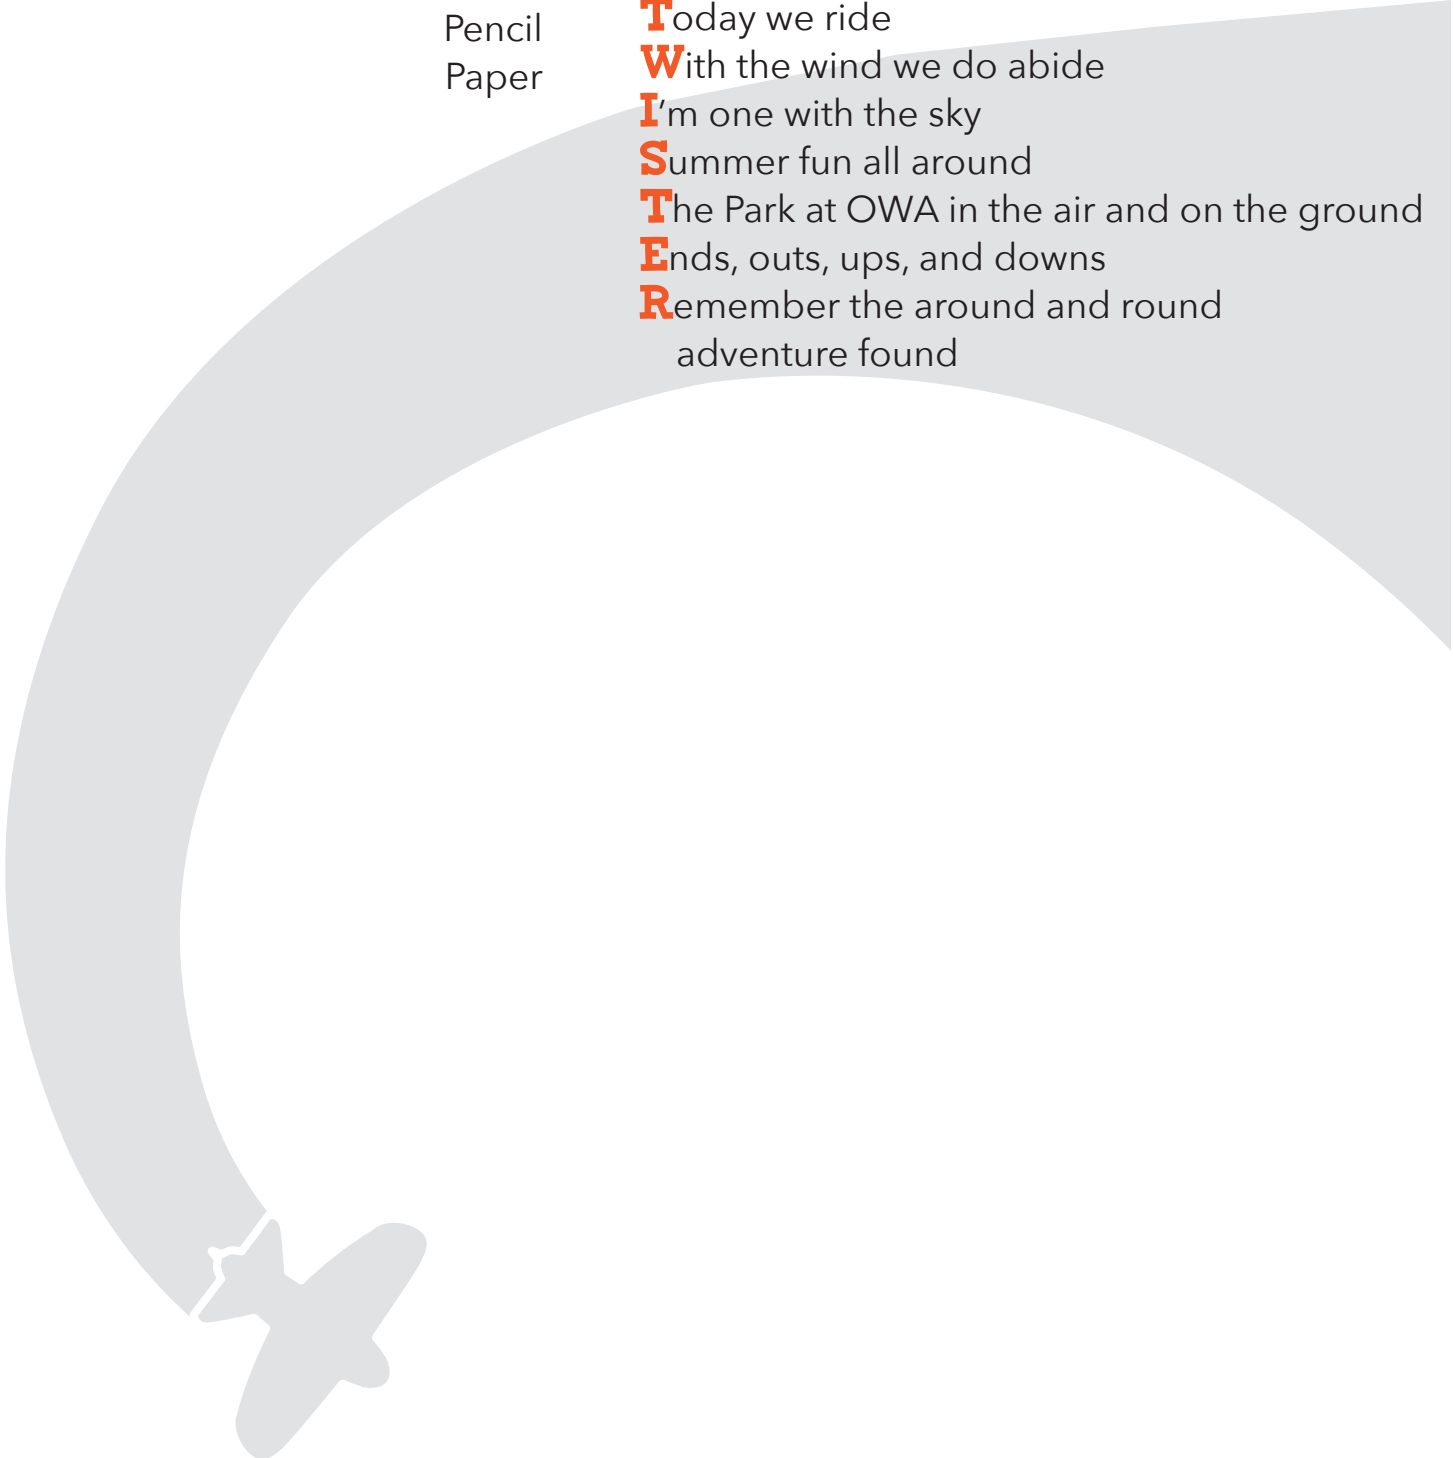 Pencil
Paper
Today we ride
With the wind we do abide
I'm one with the sky
Summer fun all around
The Park at OWA in the air and on the ground
Ends, outs, ups, and downs
Remember the around and round
adventure found